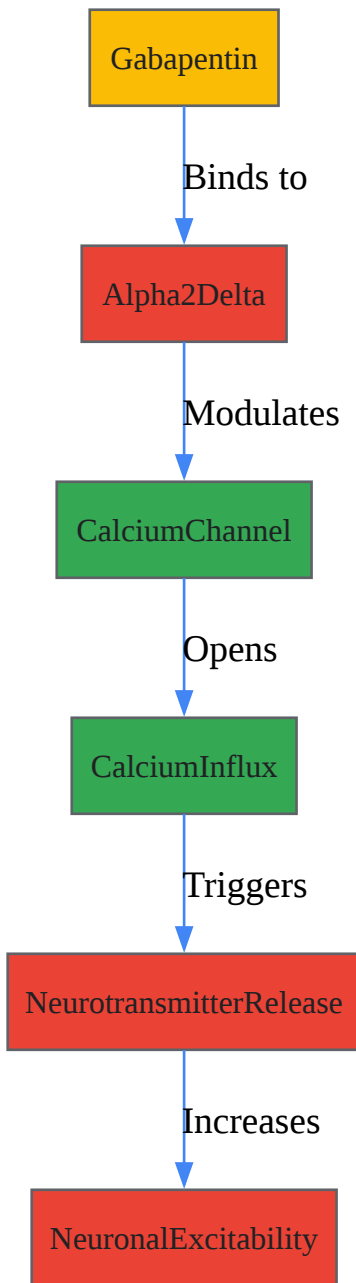 Gabapentin
Binds to
Alpha2Delta
Modulates
CalciumChannel
Opens
CalciumInflux
Triggers
NeurotransmitterRelease
Increases
NeuronalExcitability